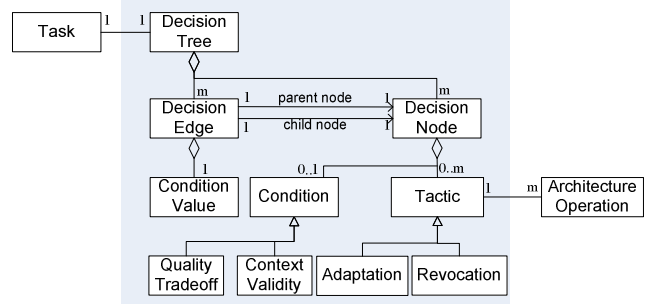 Task
1
1
Decision
Tree
m
m
Decision
Edge
1
parent node
1
1
child node
1
Decision
Node
1
0..1
0..m
Condition
Value
Condition
Tactic
1
m
Architecture
Operation
Quality
Tradeoff
Context
Validity
Adaptation
Revocation